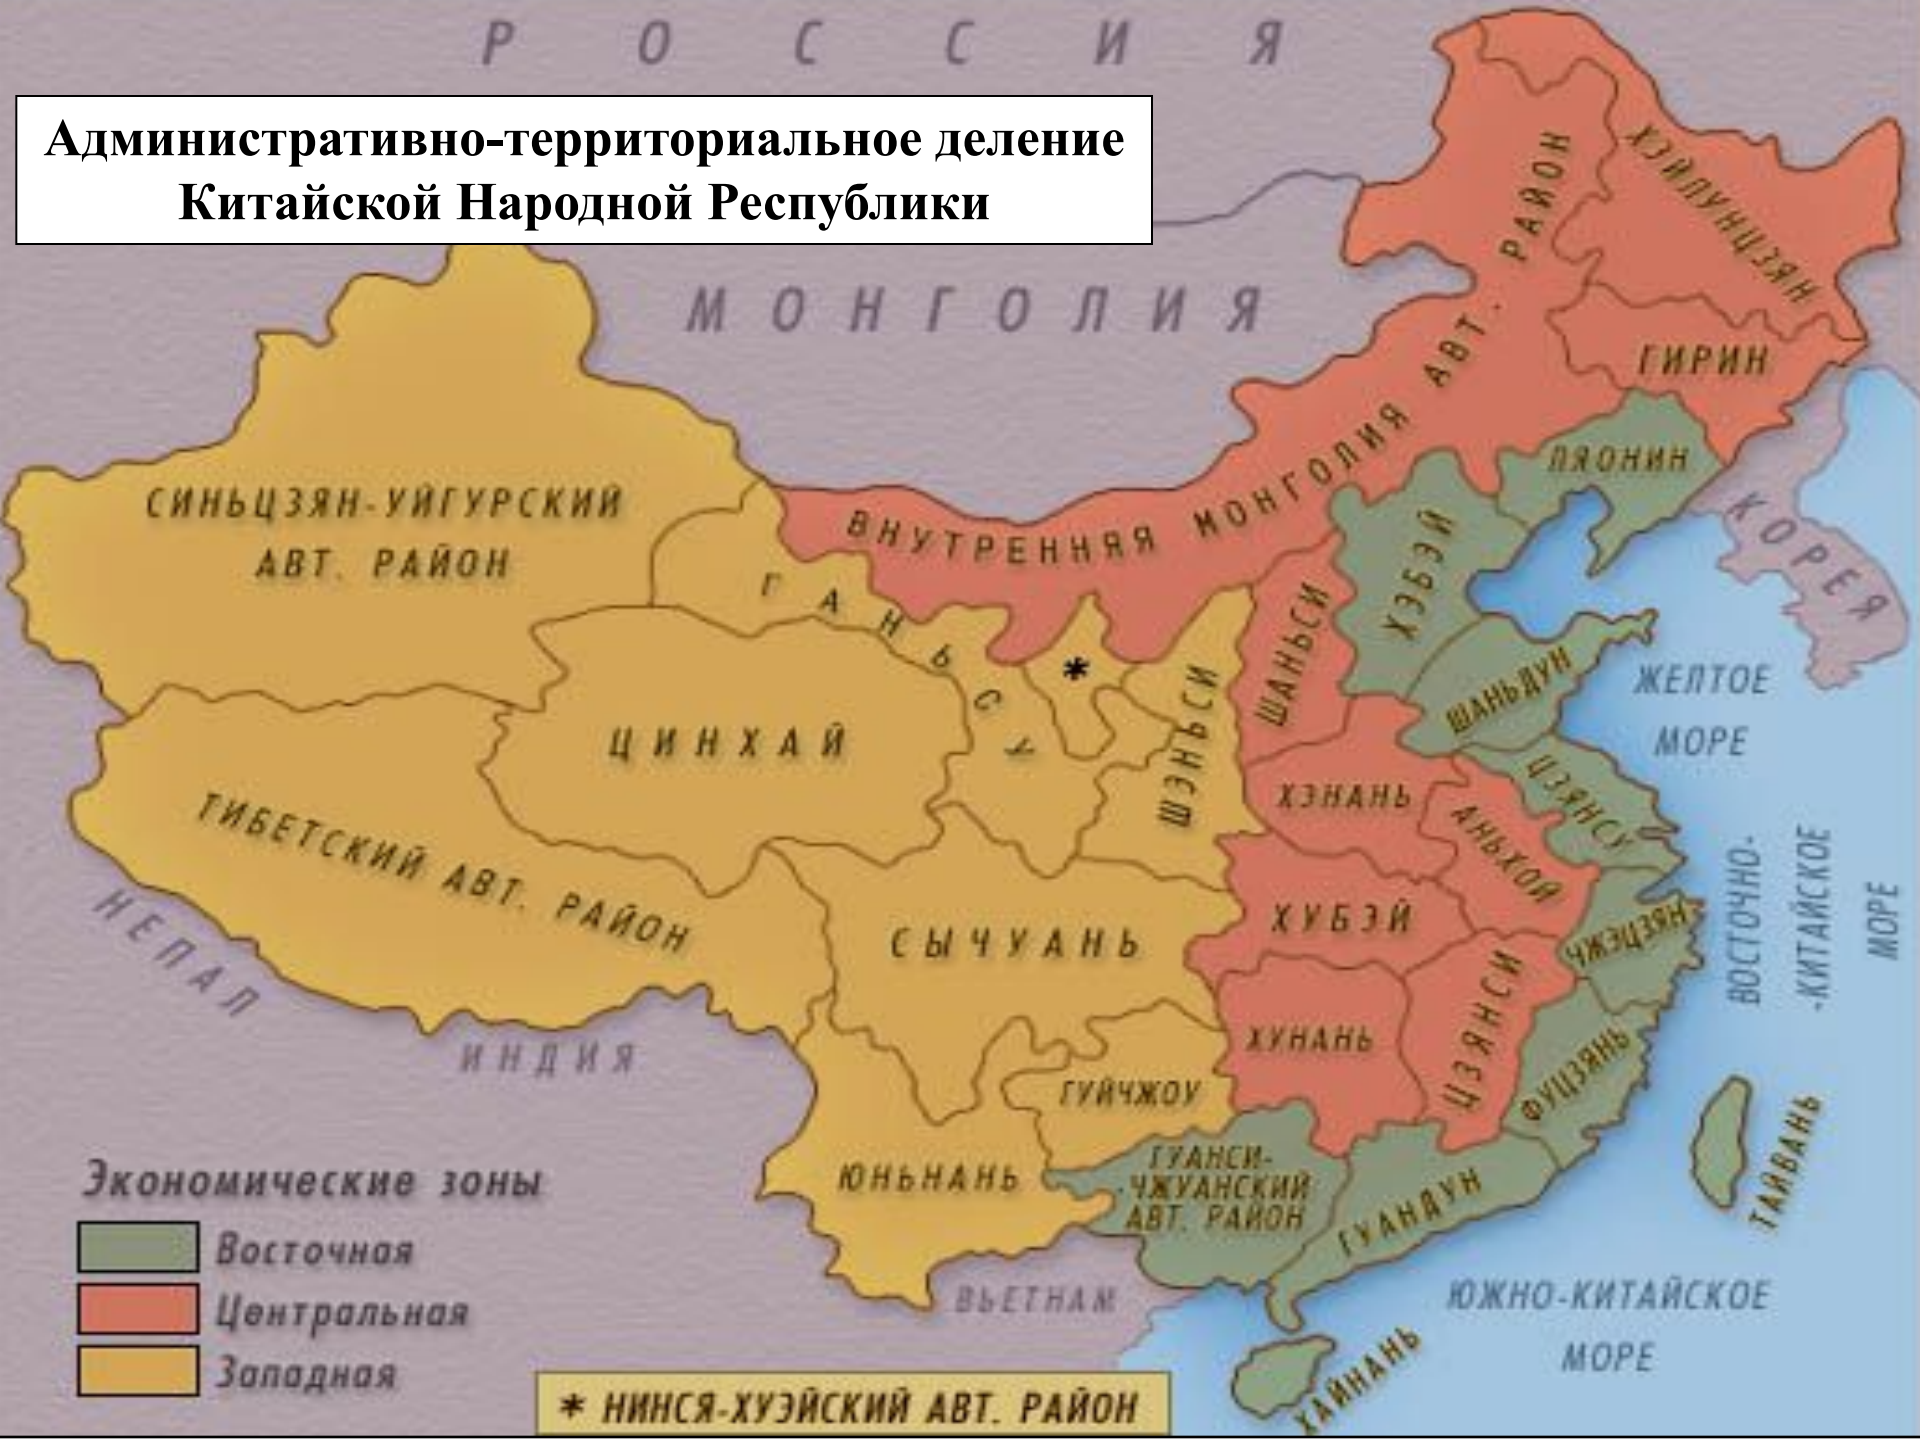 РОССИЯ
Административно-территориальное деление
Китайской Народной Республики
МОНГОЛИЯ
ХЭЙЛУНЦЗЯН
ГИРИН
ВНУТРЕННЯЯ МОНГОЛИЯ АВТ. РАЙОН
ЛЯОНИН
СИНЬЦЗЯН-УЙГУРСКИЙ
АВТ. РАЙОН
КОРЕЯ
ГАНЬСУ
ХЭБЭЙ
ШАНЬСИ
*
ШАНЬДУН
ЖЕЛТОЕ
МОРЕ
ЦИНХАЙ
ШЭНЬСИ
ХЭНАНЬ
ЦЗЯНСУ
АНЬХОЙ
ТИБЕТСКИЙ АВТ. РАЙОН
НЕПАЛ
СЫЧУАНЬ
ХУБЭЙ
ЧЖЭЦЗЯН
ВОСТОЧНО-
-КИТАЙСКОЕ
МОРЕ
ИНДИЯ
ХУНАНЬ
ЦЗЯНСИ
ФУЦЗЯНЬ
ГУЙЧЖОУ
ЮНЬНАНЬ
ГУАНСИ-
-ЧЖУАНСКИЙ
АВТ. РАЙОН
ГУАНДУН
ТАЙВАНЬ
Экономические зоны
Восточная
Центральная
Западная
ВЬЕТНАМ
ЮЖНО-КИТАЙСКОЕ
МОРЕ
ХАЙНАНЬ
* НИНСЯ-ХУЭЙСКИЙ АВТ. РАЙОН